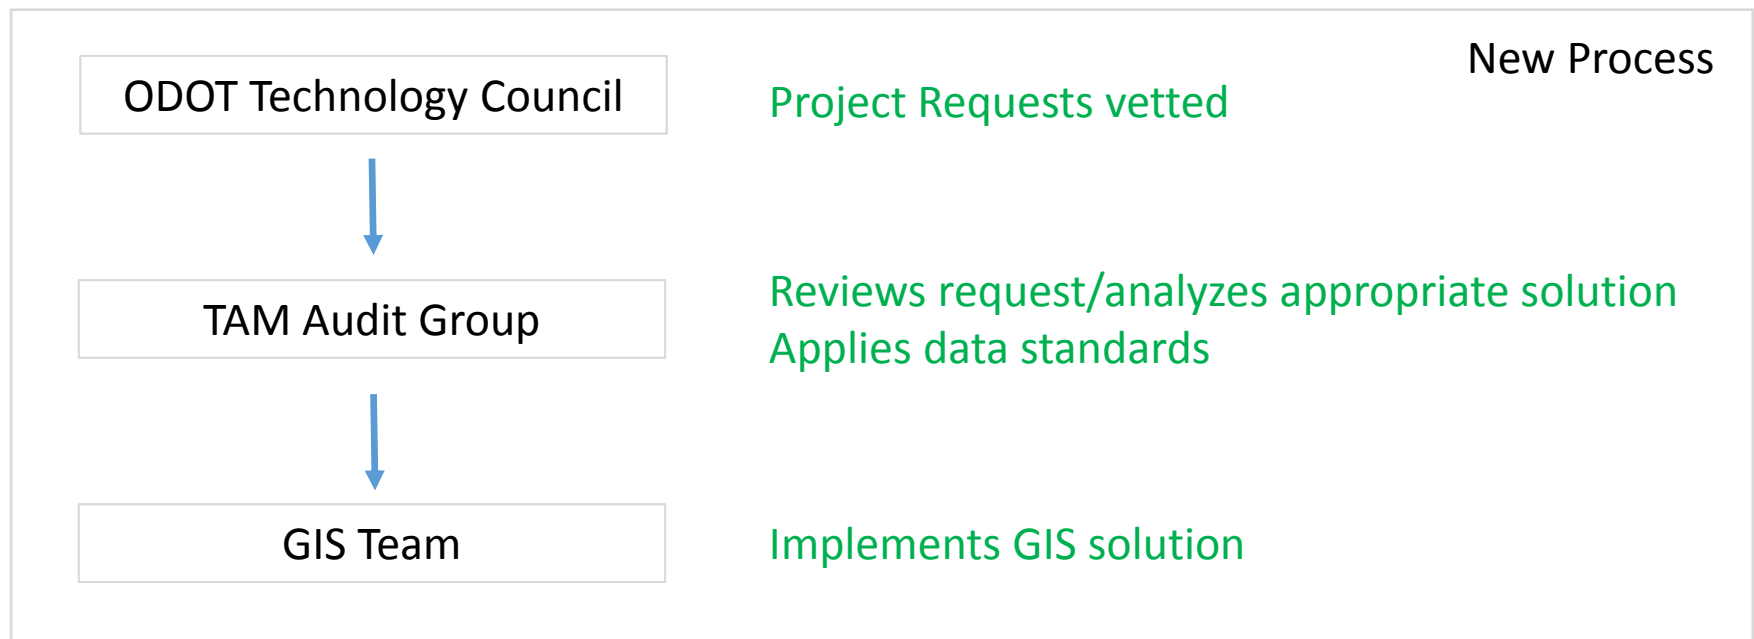 New Process
ODOT Technology Council
Project Requests vetted
TAM Audit Group
Reviews request/analyzes appropriate solution
Applies data standards
GIS Team
Implements GIS solution